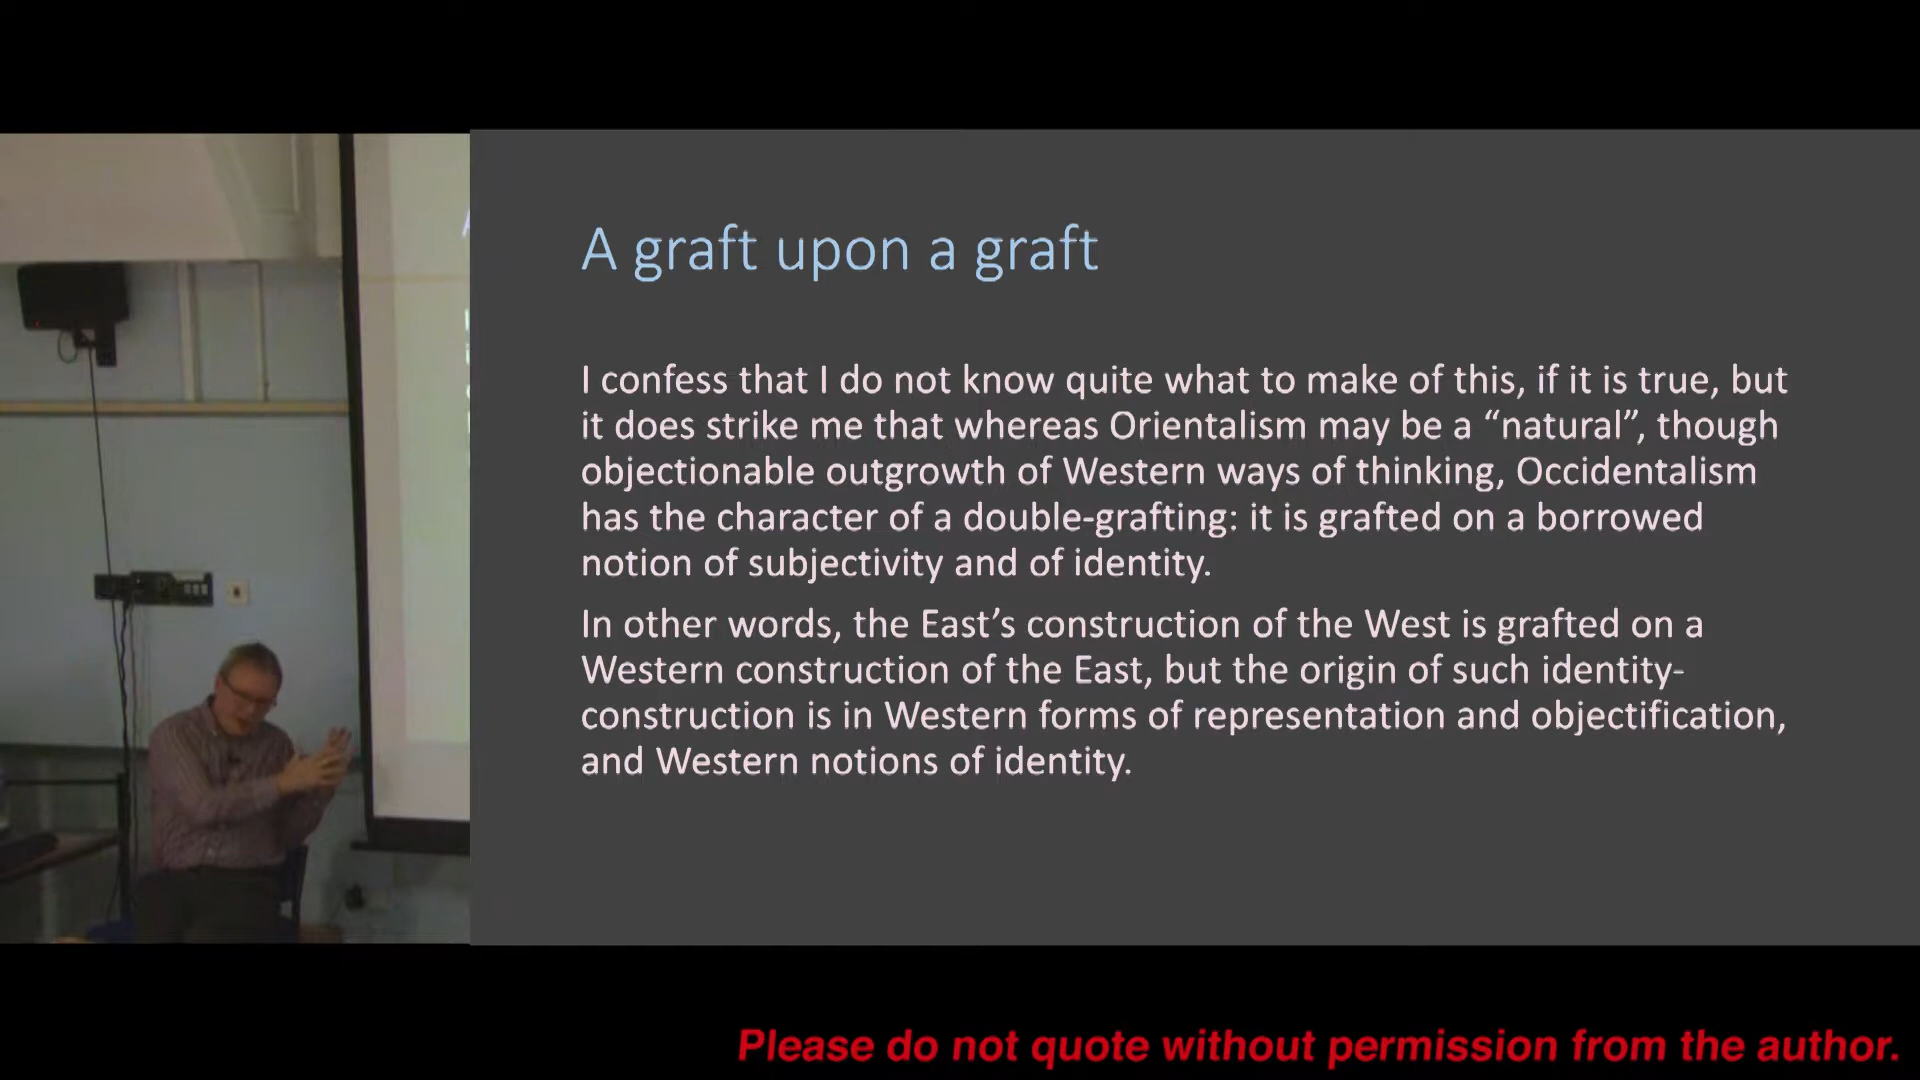 A graft upon a graft
I confess that I do not know quite what to make of this, if it is true, but
it does strike me that whereas Orientalism may be a “natural”, though
objectionable outgrowth of Western ways of thinking, Occidentalism
has the character of a double-grafting: it is grafted on a borrowed
notion of subjectivity and of identity.
In other words, the East’s construction of the West is grafted on a
Western construction of the East, but the origin of such identity-
construction is in Western forms of representation and objectification,
and Western notions of identity.
Please do not quote without permission from the author.